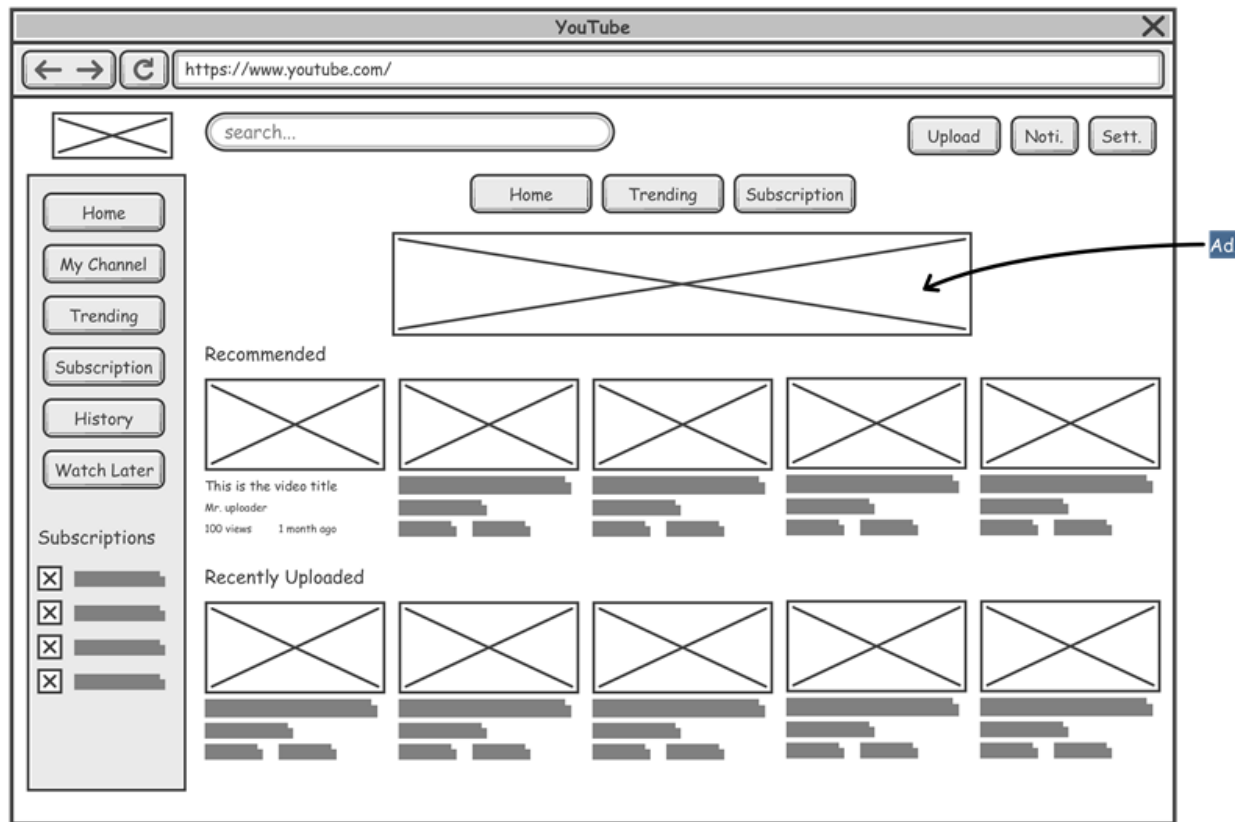 YouTube
https://www.youtube.com/
search...
Upload Noti. Sett.
Home Trending Subscription
Ad
Home
My Channel
Trending
Subscription
History
Watch Later
Subscriptions
Recommended
This is the video title
Mr. uploader
100 views 1 month ago
Recently Uploaded